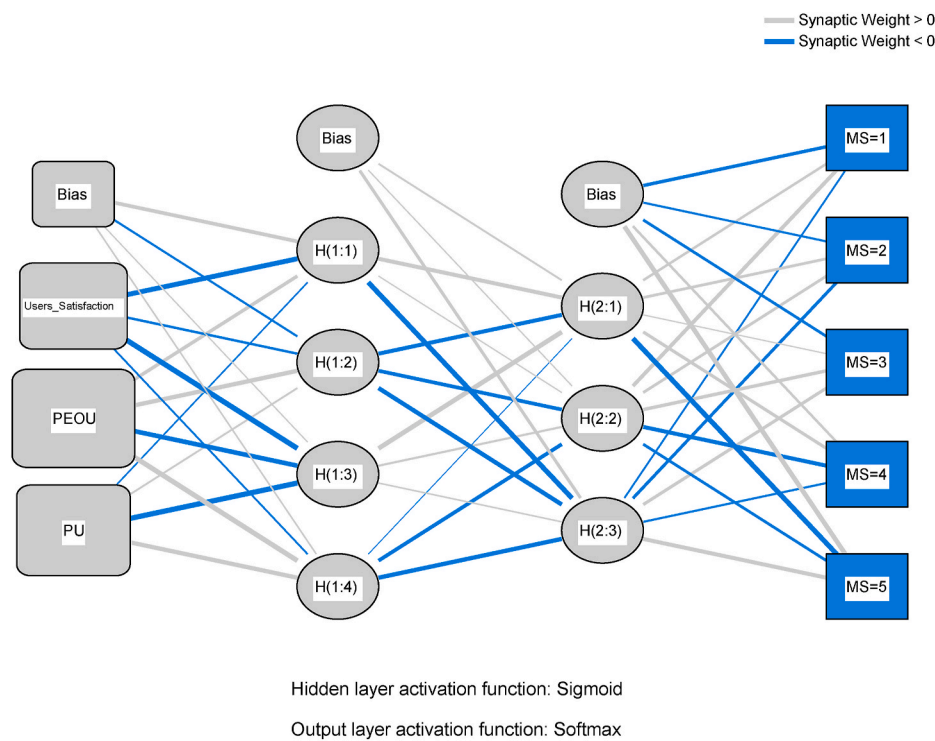 Synaptic Weight > 0
Synaptic Weight < 0
Bias
Users_Satisfaction
PEOU
PU
Bias
H(1:1)
H(1:2)
H(1:3)
H(1:4)
Bias
H(2:1)
H(2:2)
H(2:3)
MS=1
MS=2
MS=3
MS=4
MS=5
Hidden layer activation function: Sigmoid
Output layer activation function: Softmax